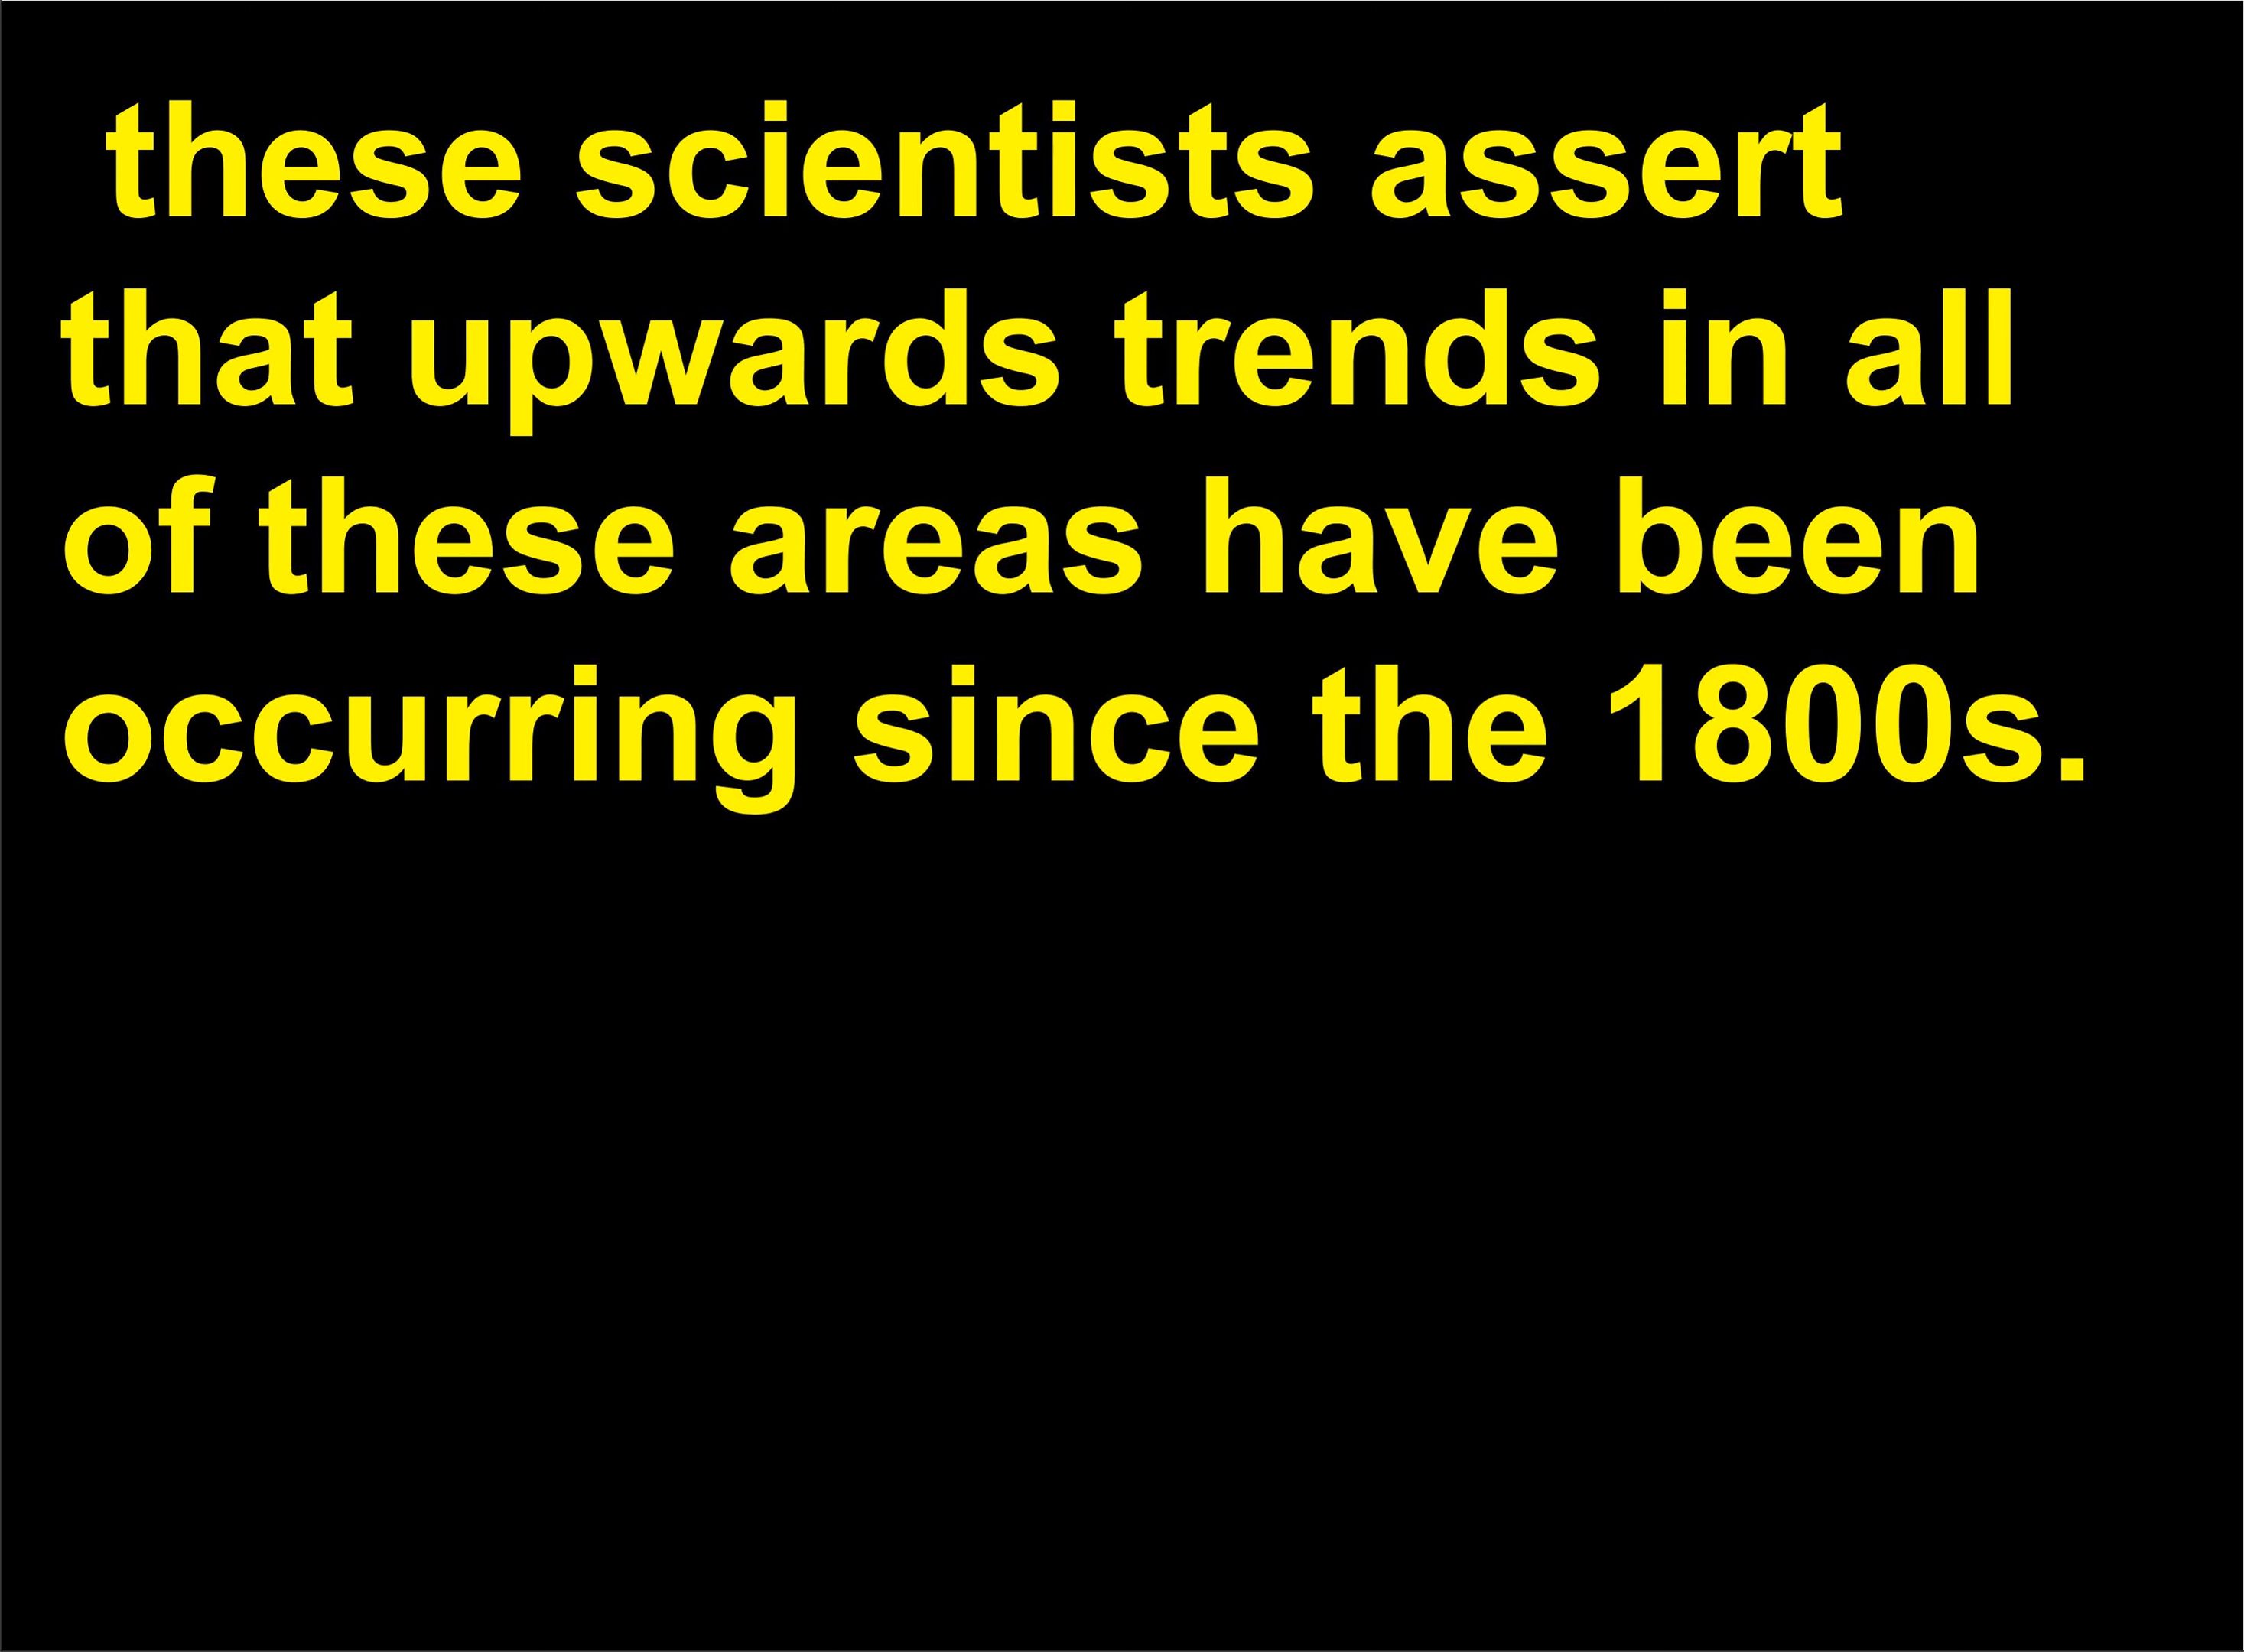 these scientists assert
that upwards trends in all
of these areas have been
occurring since the 1800s.